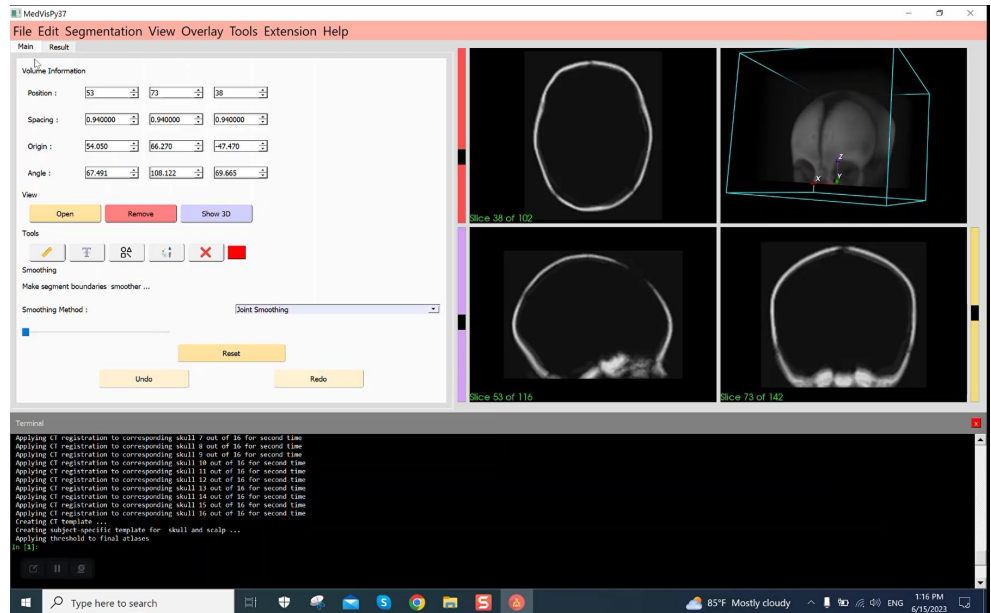 MedVisPy37
File Edit Segmentation View Overlay Tools Extension Help
Main Result
Volume Information
Position : 53 73 38
Spacing : 0.940000 0.940000 0.940000
Origin : 54.050 66.270 -47.470
Angle : 67.491 108.122 69.665
View
Open Remove Show 3D
Tools
Smoothing
Make segment boundaries smoother ...
Smoothing Method : Joint Smoothing
Reset
Undo Redo
Slice 38 of 102
Z
X Y
Slice 53 of 116
Slice 73 of 142
Terminal
Applying CT registration to corresponding skull 7 out of 16 for second time
Applying CT registration to corresponding skull 8 out of 16 for second time
Applying CT registration to corresponding skull 9 out of 16 for second time
Applying CT registration to corresponding skull 10 out of 16 for second time
Applying CT registration to corresponding skull 11 out of 16 for second time
Applying CT registration to corresponding skull 12 out of 16 for second time
Applying CT registration to corresponding skull 13 out of 16 for second time
Applying CT registration to corresponding skull 14 out of 16 for second time
Applying CT registration to corresponding skull 15 out of 16 for second time
Applying CT registration to corresponding skull 16 out of 16 for second time
Creating CT template ...
Creating subject-specific template for skull and scalp ...
Applying threshold to final atlases
In [1]:
Type here to search
85°F Mostly cloudy
ENG
1:16 PM
6/15/2023